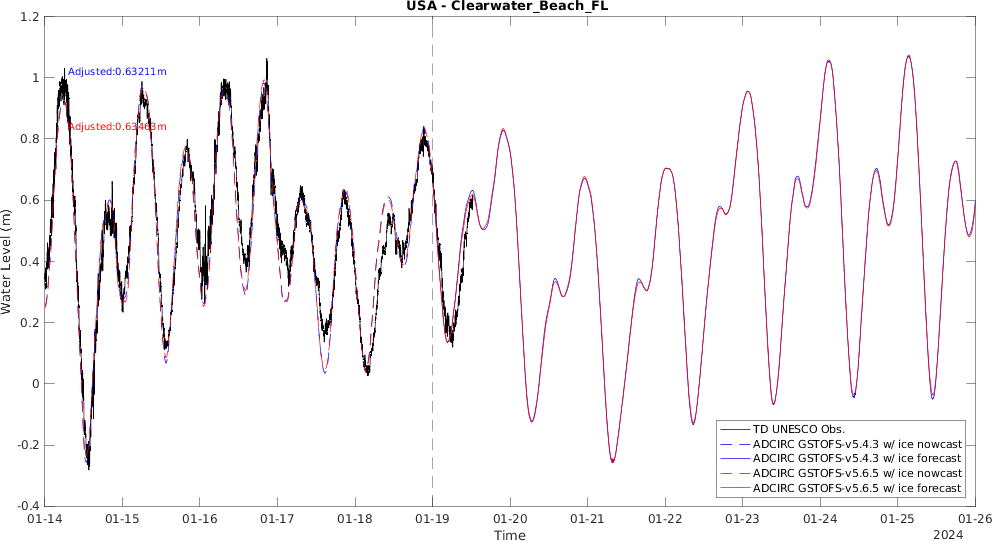 USA - Clearwater_Beach_FL
1.2
1
0.8
0.6
0.4
0.2
0
-0.2
-0.4
Water Level (m)
Adjusted:0.63211m
Adjusted:0.63463m
TD UNESCO Obs.
ADCIRC GSTOFS-v5.4.3 w/ ice nowcast
ADCIRC GSTOFS-v5.4.3 w/ ice forecast
ADCIRC GSTOFS-v5.6.5 w/ ice nowcast
ADCIRC GSTOFS-v5.6.5 w/ ice forecast
01-14 01-15 01-16 01-17 01-18 01-19 01-20 01-21 01-22 01-23 01-24 01-25 01-26
Time
2024